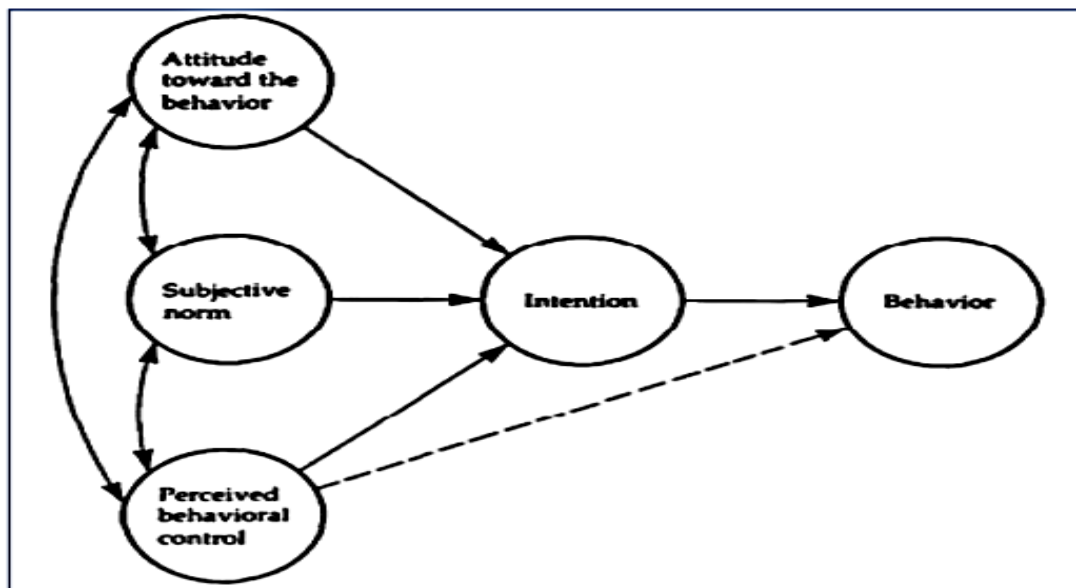 Attitude
toward the
behavior
Subjective
norm
Intention
Behavior
Perceived
behavioral
control